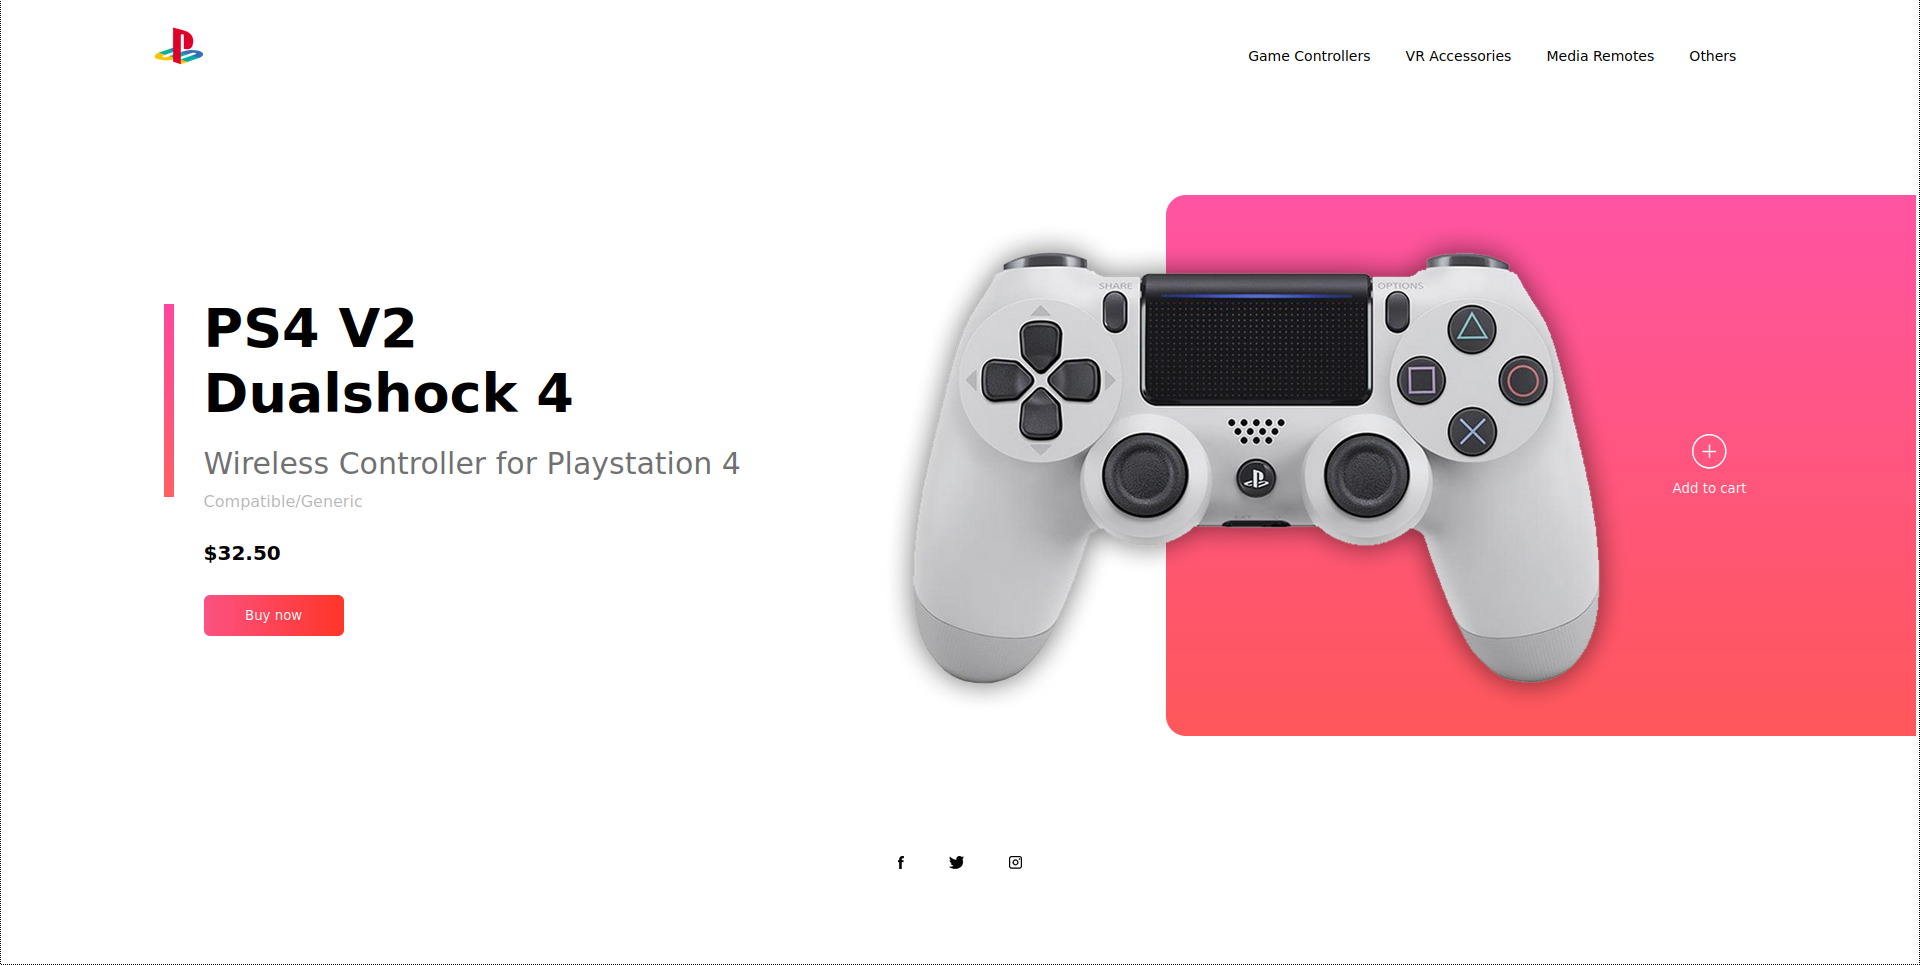 Game Controllers VR Accessories Media Remotes Others
PS4 V2
Dualshock 4
Wireless Controller for Playstation 4
Compatible/Generic
$32.50
Buy now
SHARE
OPTIONS
Add to cart